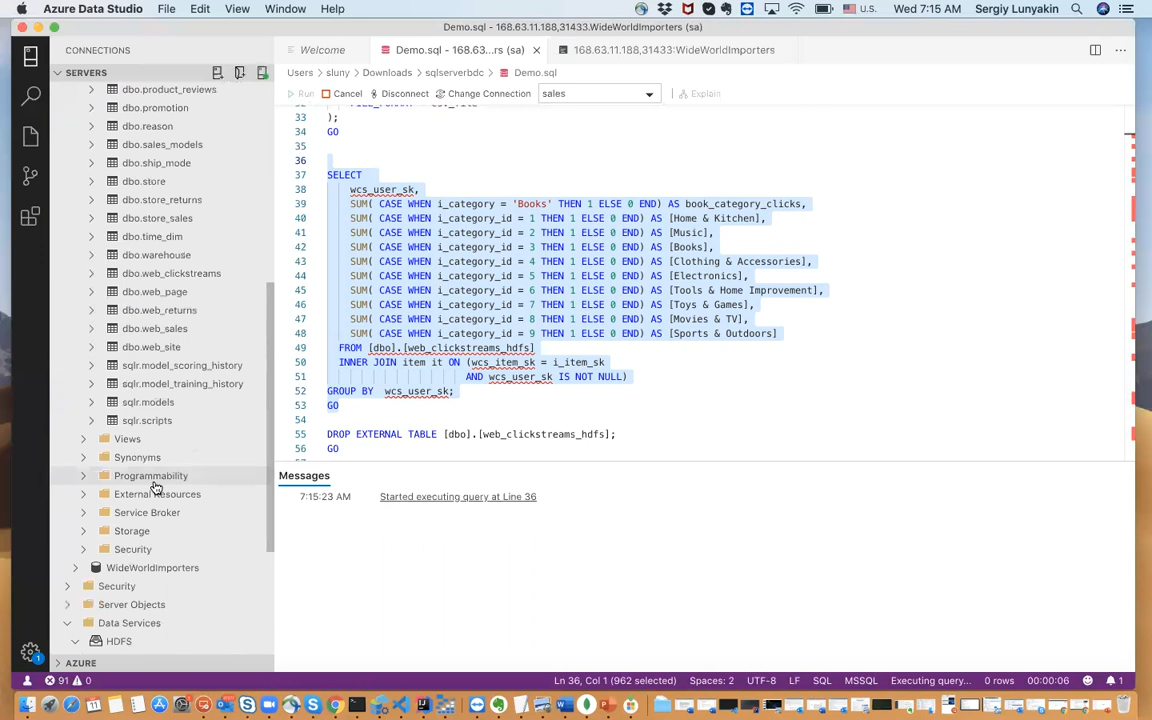 Azure Data Studio File Edit View Window Help
U.S. Wed 7:15 AM Sergiy Lunyakin
Demo.sql - 168.63.11.188,31433.WideWorldImporters (sa)
CONNECTIONS
Welcome
Demo.sql - 168.63...rs (sa)
168.63.11.188,31433:WideWorldImporters
SERVERS
Users > sluny > Downloads > sqlserverbdc > Demo.sql
Run Cancel Disconnect Change Connection sales Explain
dbo.product_reviews
dbo.promotion
dbo.reason
dbo.sales_models
dbo.ship_mode
dbo.store
dbo.store_returns
dbo.store_sales
dbo.time_dim
dbo.warehouse
dbo.web_clickstreams
dbo.web_page
dbo.web_returns
dbo.web_sales
dbo.web_site
sqlr.model_scoring_history
sqlr.model_training_history
sqlr.models
sqlr.scripts
Views
Synonyms
Programmability
External Resources
Service Broker
Storage
Security
WideWorldImporters
Security
Server Objects
Data Services
HDFS
AZURE
33 );
34 GO
35
36
37 SELECT
38 wcs_user_sk,
39 SUM( CASE WHEN i_category = 'Books' THEN 1 ELSE 0 END) AS book_category_clicks,
40 SUM( CASE WHEN i_category_id = 1 THEN 1 ELSE 0 END) AS [Home & Kitchen],
41 SUM( CASE WHEN i_category_id = 2 THEN 1 ELSE 0 END) AS [Music],
42 SUM( CASE WHEN i_category_id = 3 THEN 1 ELSE 0 END) AS [Books],
43 SUM( CASE WHEN i_category_id = 4 THEN 1 ELSE 0 END) AS [Clothing & Accessories],
44 SUM( CASE WHEN i_category_id = 5 THEN 1 ELSE 0 END) AS [Electronics],
45 SUM( CASE WHEN i_category_id = 6 THEN 1 ELSE 0 END) AS [Tools & Home Improvement],
46 SUM( CASE WHEN i_category_id = 7 THEN 1 ELSE 0 END) AS [Toys & Games],
47 SUM( CASE WHEN i_category_id = 8 THEN 1 ELSE 0 END) AS [Movies & TV],
48 SUM( CASE WHEN i_category_id = 9 THEN 1 ELSE 0 END) AS [Sports & Outdoors]
49 FROM [dbo].[web_clickstreams_hdfs]
50 INNER JOIN item it ON (wcs_item_sk = i_item_sk
51 AND wcs_user_sk IS NOT NULL)
52 GROUP BY wcs_user_sk;
53 GO
54
55 DROP EXTERNAL TABLE [dbo].[web_clickstreams_hdfs];
56 GO
Messages
7:15:23 AM Started executing query at Line 36
91 0
Ln 36, Col 1 (962 selected) Spaces: 2 UTF-8 LF SQL MSSQL Executing query... 0 rows 00:00:06 1